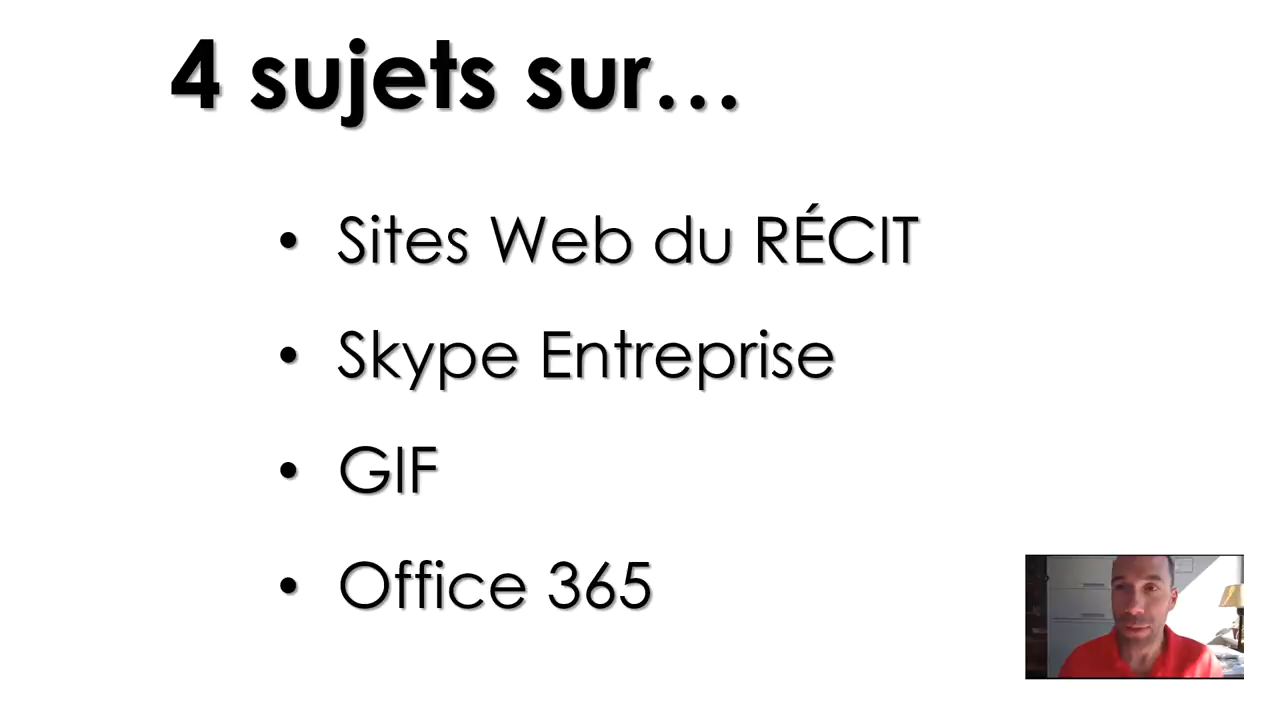 4 sujets sur…
• Sites Web du RÉCIT
• Skype Entreprise
• GIF
• Office 365